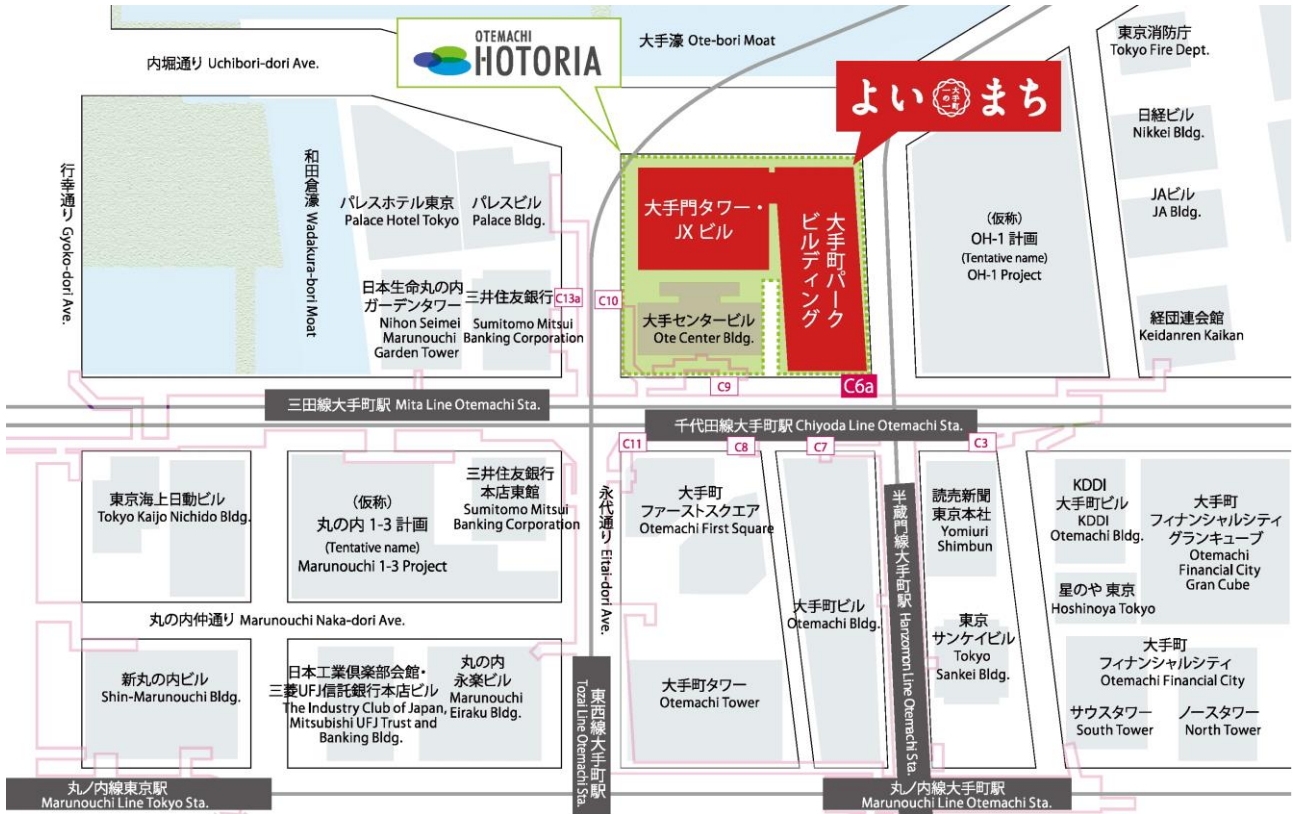 内堀通り Uchibori-dori Ave.
OTEMACHI
HOTORIA
大手濠 Ote-bori Moat
よい
大手町
一の一
まち
東京消防庁
Tokyo Fire Dept.
日経ビル
Nikkei Bldg.
JAビル
JA Bldg.
経団連会館
Keidanren Kaikan
行幸通り Gyoko-dori Ave.
和田倉濠 Wadakura-bori Moat
パレスホテル東京
Palace Hotel Tokyo
パレスビル
Palace Bldg.
日本生命丸の内
ガーデンタワー
Nihon Seimei
Marunouchi
Garden Tower
三井住友銀行
Sumitomo Mitsui
Banking Corporation
C13a
C10
大手門タワー・
JX ビル
大手町パーク
ビルディング
大手センタービル
Ote Center Bldg.
C9
C6a
(仮称)
OH-1 計画
(Tentative name)
OH-1 Project
三田線大手町駅 Mita Line Otemachi Sta.
千代田線大手町駅 Chiyoda Line Otemachi Sta.
C11
C8
C7
C3
東京海上日動ビル
Tokyo Kaijo Nichido Bldg.
(仮称)
丸の内 1-3 計画
(Tentative name)
Marunouchi 1-3 Project
三井住友銀行
本店東館
Sumitomo Mitsui
Banking Corporation
永代通り Eitai-dori Ave.
大手町
ファーストスクエア
Otemachi First Square
大手町ビル
Otemachi Bldg.
半蔵門線大手町駅
Hanzomon Line Otemachi Sta.
読売新聞
東京本社
Yomiuri
Shimbun
KDDI
大手町ビル
KDDI
Otemachi Bldg.
大手町
フィナンシャルシティ
グランキューブ
Otemachi
Financial City
Gran Cube
星のや 東京
Hoshinoya Tokyo
丸の内仲通り Marunouchi Naka-dori Ave.
新丸の内ビル
Shin-Marunouchi Bldg.
日本工業倶楽部会館・
三菱UFJ信託銀行本店ビル
The Industry Club of Japan,
Mitsubishi UFJ Trust and
Banking Bldg.
丸の内
永楽ビル
Marunouchi
Eiraku Bldg.
東西線大手町駅
Tozai Line Otemachi Sta.
大手町タワー
Otemachi Tower
東京
サンケイビル
Tokyo
Sankei Bldg.
大手町
フィナンシャルシティ
Otemachi Financial City
サウスタワー
South Tower
ノースタワー
North Tower
丸ノ内線東京駅
Marunouchi Line Tokyo Sta.
丸ノ内線大手町駅
Marunouchi Line Otemachi Sta.